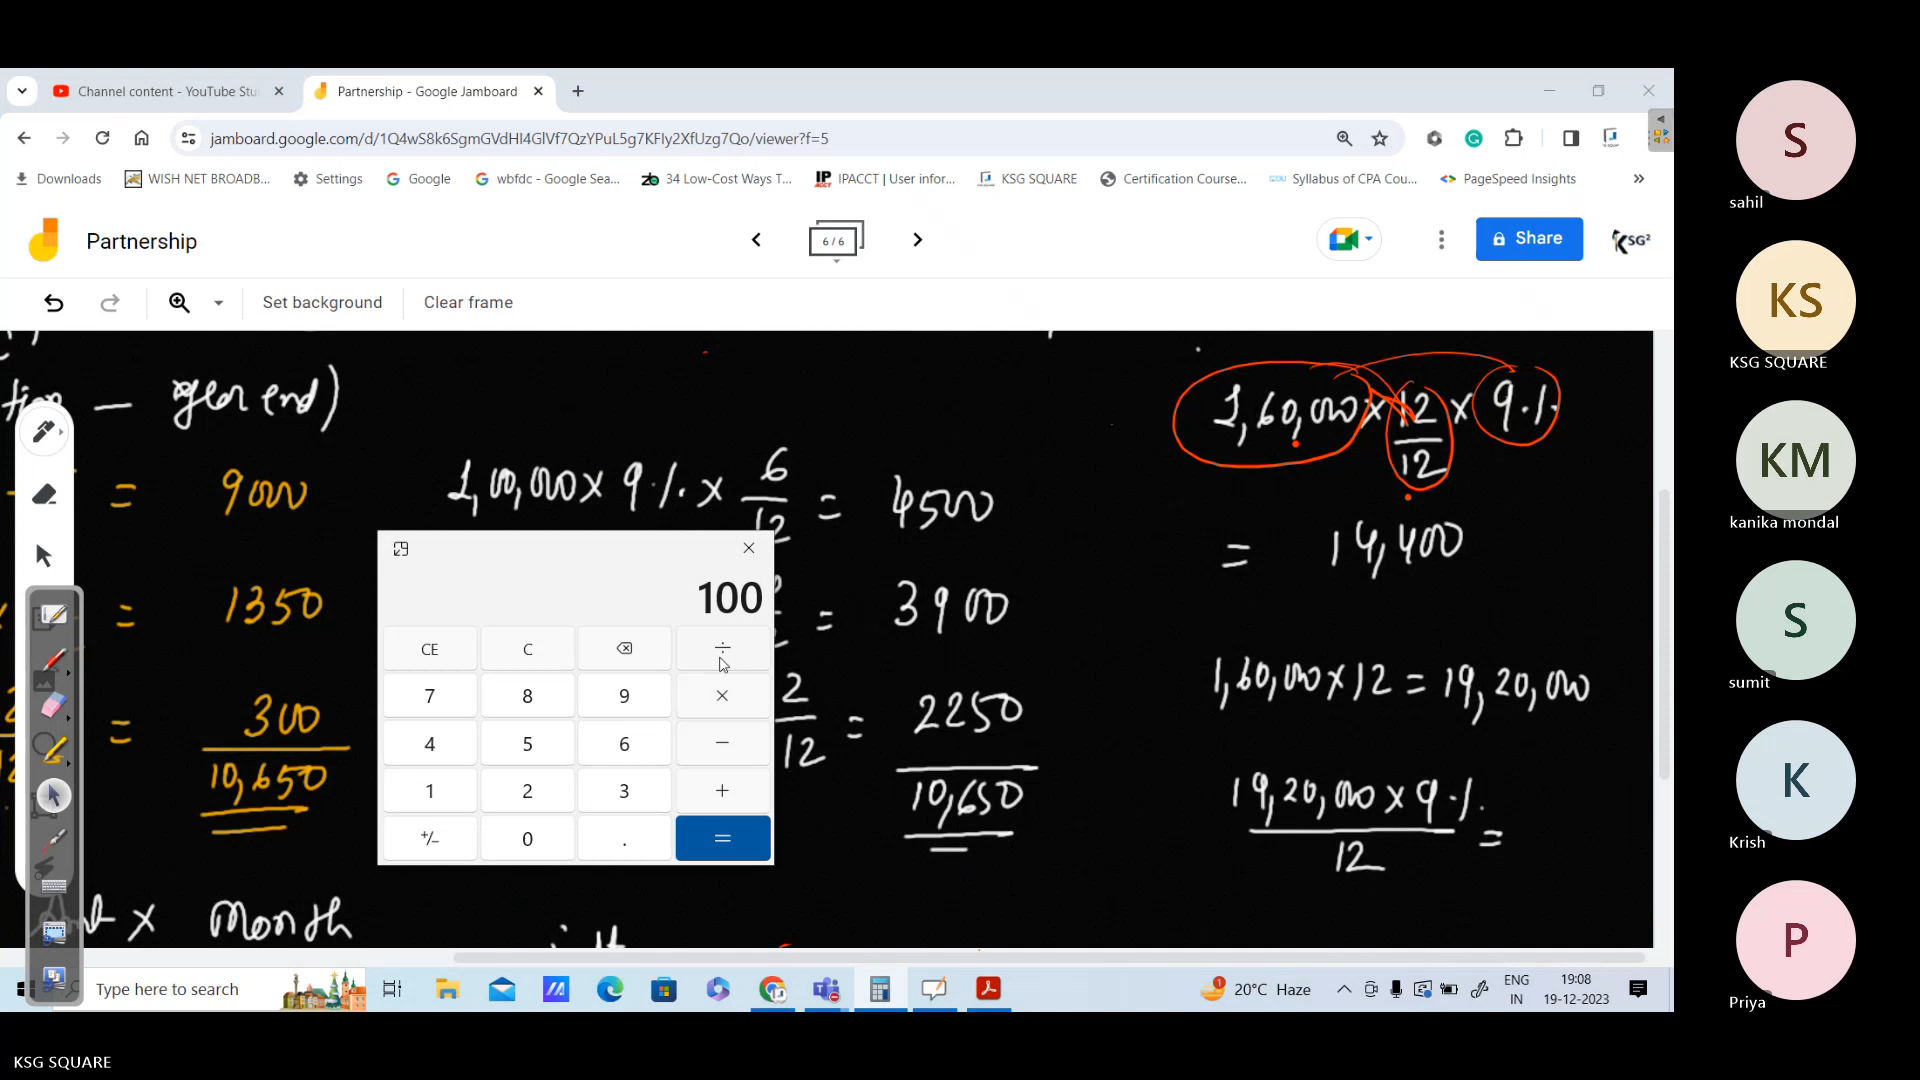 Channel content - YouTube Stu
Partnership - Google Jamboard
jamboard.google.com/d/1Q4wS8k6SgmGVdHI4GlVf7QzYPuL5g7KFIy2XfUzg7Qo/viewer?f=5
Downloads
WISH NET BROADB...
Settings
Google
wbfdc - Google Sea...
34 Low-Cost Ways T...
IPACCT | User infor...
KSG SQUARE
Certification Course...
Syllabus of CPA Cou...
PageSpeed Insights
Partnership
6 / 6
Share
KSG²
Set background
Clear frame
tion – year end)
= 9000
= 1350
= 300
10,650
x Month
1,00,000 x 9% x 6/12 = 4500
= 3900
2/12 = 2250
10,650
1,60,000 x 12/12 x 9%
= 14,400
1,60,000 x 12 = 19,20,000
19,20,000 x 9%
12
=
100
CE
C
7
8
9
×
4
5
6
−
1
2
3
+
+/−
0
.
=
Type here to search
20°C Haze
ENG
IN
19:08
19-12-2023
S
sahil
KS
KSG SQUARE
KM
kanika mondal
S
sumit
K
Krish
P
Priya
KSG SQUARE